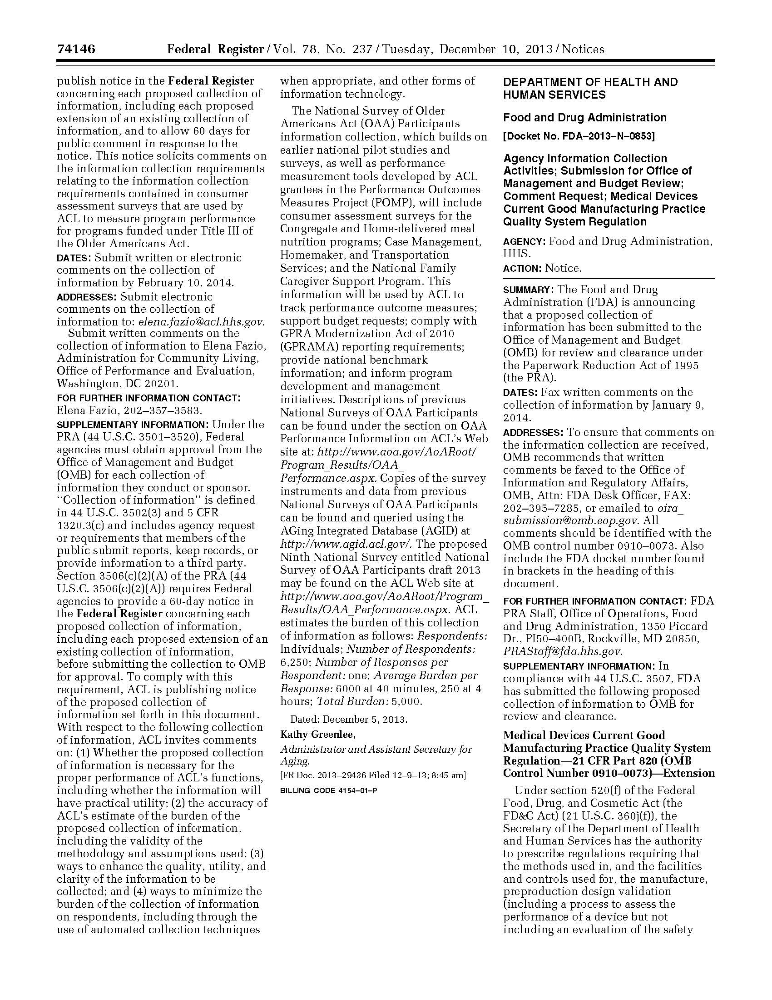 74146 Federal Register / Vol. 78, No. 237 / Tuesday, December 10, 2013 / Notices
publish notice in the Federal Register
concerning each proposed collection of
information, including each proposed
extension of an existing collection of
information, and to allow 60 days for
public comment in response to the
notice. This notice solicits comments on
the information collection requirements
relating to the information collection
requirements contained in consumer
assessment surveys that are used by
ACL to measure program performance
for programs funded under Title III of
the Older Americans Act.
DATES: Submit written or electronic
comments on the collection of
information by February 10, 2014.
ADDRESSES: Submit electronic
comments on the collection of
information to: elena.fazio@acl.hhs.gov.
Submit written comments on the
collection of information to Elena Fazio,
Administration for Community Living,
Office of Performance and Evaluation,
Washington, DC 20201.
FOR FURTHER INFORMATION CONTACT:
Elena Fazio, 202–357–3583.
SUPPLEMENTARY INFORMATION: Under the
PRA (44 U.S.C. 3501–3520), Federal
agencies must obtain approval from the
Office of Management and Budget
(OMB) for each collection of
information they conduct or sponsor.
‘‘Collection of information’’ is defined
in 44 U.S.C. 3502(3) and 5 CFR
1320.3(c) and includes agency request
or requirements that members of the
public submit reports, keep records, or
provide information to a third party.
Section 3506(c)(2)(A) of the PRA (44
U.S.C. 3506(c)(2)(A)) requires Federal
agencies to provide a 60-day notice in
the Federal Register concerning each
proposed collection of information,
including each proposed extension of an
existing collection of information,
before submitting the collection to OMB
for approval. To comply with this
requirement, ACL is publishing notice
of the proposed collection of
information set forth in this document.
With respect to the following collection
of information, ACL invites comments
on: (1) Whether the proposed collection
of information is necessary for the
proper performance of ACL’s functions,
including whether the information will
have practical utility; (2) the accuracy of
ACL’s estimate of the burden of the
proposed collection of information,
including the validity of the
methodology and assumptions used; (3)
ways to enhance the quality, utility, and
clarity of the information to be
collected; and (4) ways to minimize the
burden of the collection of information
on respondents, including through the
use of automated collection techniques
when appropriate, and other forms of
information technology.
The National Survey of Older
Americans Act (OAA) Participants
information collection, which builds on
earlier national pilot studies and
surveys, as well as performance
measurement tools developed by ACL
grantees in the Performance Outcomes
Measures Project (POMP), will include
consumer assessment surveys for the
Congregate and Home-delivered meal
nutrition programs; Case Management,
Homemaker, and Transportation
Services; and the National Family
Caregiver Support Program. This
information will be used by ACL to
track performance outcome measures;
support budget requests; comply with
GPRA Modernization Act of 2010
(GPRAMA) reporting requirements;
provide national benchmark
information; and inform program
development and management
initiatives. Descriptions of previous
National Surveys of OAA Participants
can be found under the section on OAA
Performance Information on ACL’s Web
site at: http://www.aoa.gov/AoARoot/
Program_Results/OAA_
Performance.aspx. Copies of the survey
instruments and data from previous
National Surveys of OAA Participants
can be found and queried using the
AGing Integrated Database (AGID) at
http://www.agid.acl.gov/. The proposed
Ninth National Survey entitled National
Survey of OAA Participants draft 2013
may be found on the ACL Web site at
http://www.aoa.gov/AoARoot/Program_
Results/OAA_Performance.aspx. ACL
estimates the burden of this collection
of information as follows: Respondents:
Individuals; Number of Respondents:
6,250; Number of Responses per
Respondent: one; Average Burden per
Response: 6000 at 40 minutes, 250 at 4
hours; Total Burden: 5,000.
Dated: December 5, 2013.
Kathy Greenlee,
Administrator and Assistant Secretary for
Aging.
[FR Doc. 2013–29436 Filed 12–9–13; 8:45 am]
BILLING CODE 4154–01–P
DEPARTMENT OF HEALTH AND
HUMAN SERVICES
Food and Drug Administration
[Docket No. FDA–2013–N–0853]
Agency Information Collection
Activities; Submission for Office of
Management and Budget Review;
Comment Request; Medical Devices
Current Good Manufacturing Practice
Quality System Regulation
AGENCY: Food and Drug Administration,
HHS.
ACTION: Notice.
SUMMARY: The Food and Drug
Administration (FDA) is announcing
that a proposed collection of
information has been submitted to the
Office of Management and Budget
(OMB) for review and clearance under
the Paperwork Reduction Act of 1995
(the PRA).
DATES: Fax written comments on the
collection of information by January 9,
2014.
ADDRESSES: To ensure that comments on
the information collection are received,
OMB recommends that written
comments be faxed to the Office of
Information and Regulatory Affairs,
OMB, Attn: FDA Desk Officer, FAX:
202–395–7285, or emailed to oira_
submission@omb.eop.gov. All
comments should be identified with the
OMB control number 0910–0073. Also
include the FDA docket number found
in brackets in the heading of this
document.
FOR FURTHER INFORMATION CONTACT: FDA
PRA Staff, Office of Operations, Food
and Drug Administration, 1350 Piccard
Dr., PI50–400B, Rockville, MD 20850,
PRAStaff@fda.hhs.gov.
SUPPLEMENTARY INFORMATION: In
compliance with 44 U.S.C. 3507, FDA
has submitted the following proposed
collection of information to OMB for
review and clearance.
Medical Devices Current Good
Manufacturing Practice Quality System
Regulation—21 CFR Part 820 (OMB
Control Number 0910–0073)—Extension
Under section 520(f) of the Federal
Food, Drug, and Cosmetic Act (the
FD&C Act) (21 U.S.C. 360j(f)), the
Secretary of the Department of Health
and Human Services has the authority
to prescribe regulations requiring that
the methods used in, and the facilities
and controls used for, the manufacture,
preproduction design validation
(including a process to assess the
performance of a device but not
including an evaluation of the safety